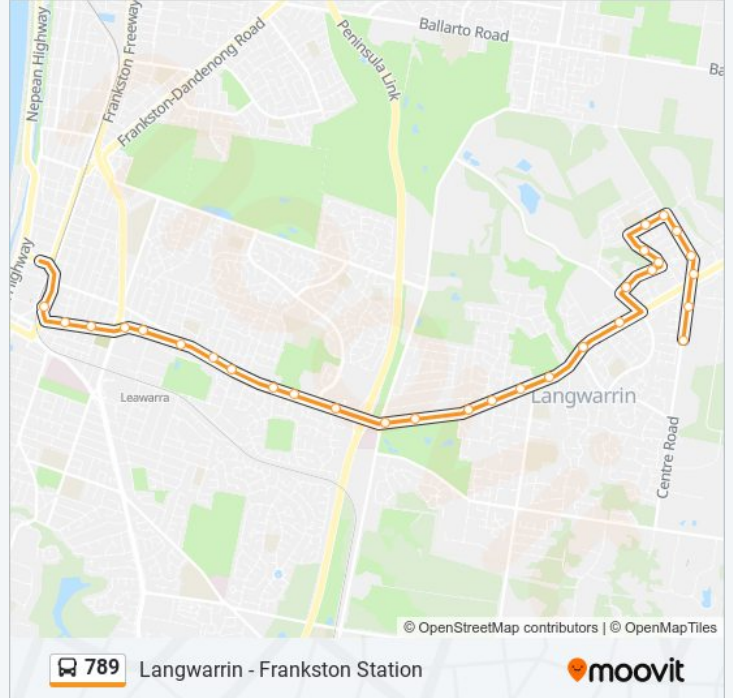 Ballarto Road
Nepean Highway
Frankston Freeway
Frankston-Dandenong Road
Peninsula Link
Ba
Highway
Leawarra
Langwarrin
Centre Road
© OpenStreetMap contributors | © OpenMapTiles
789 Langwarrin - Frankston Station
moovit